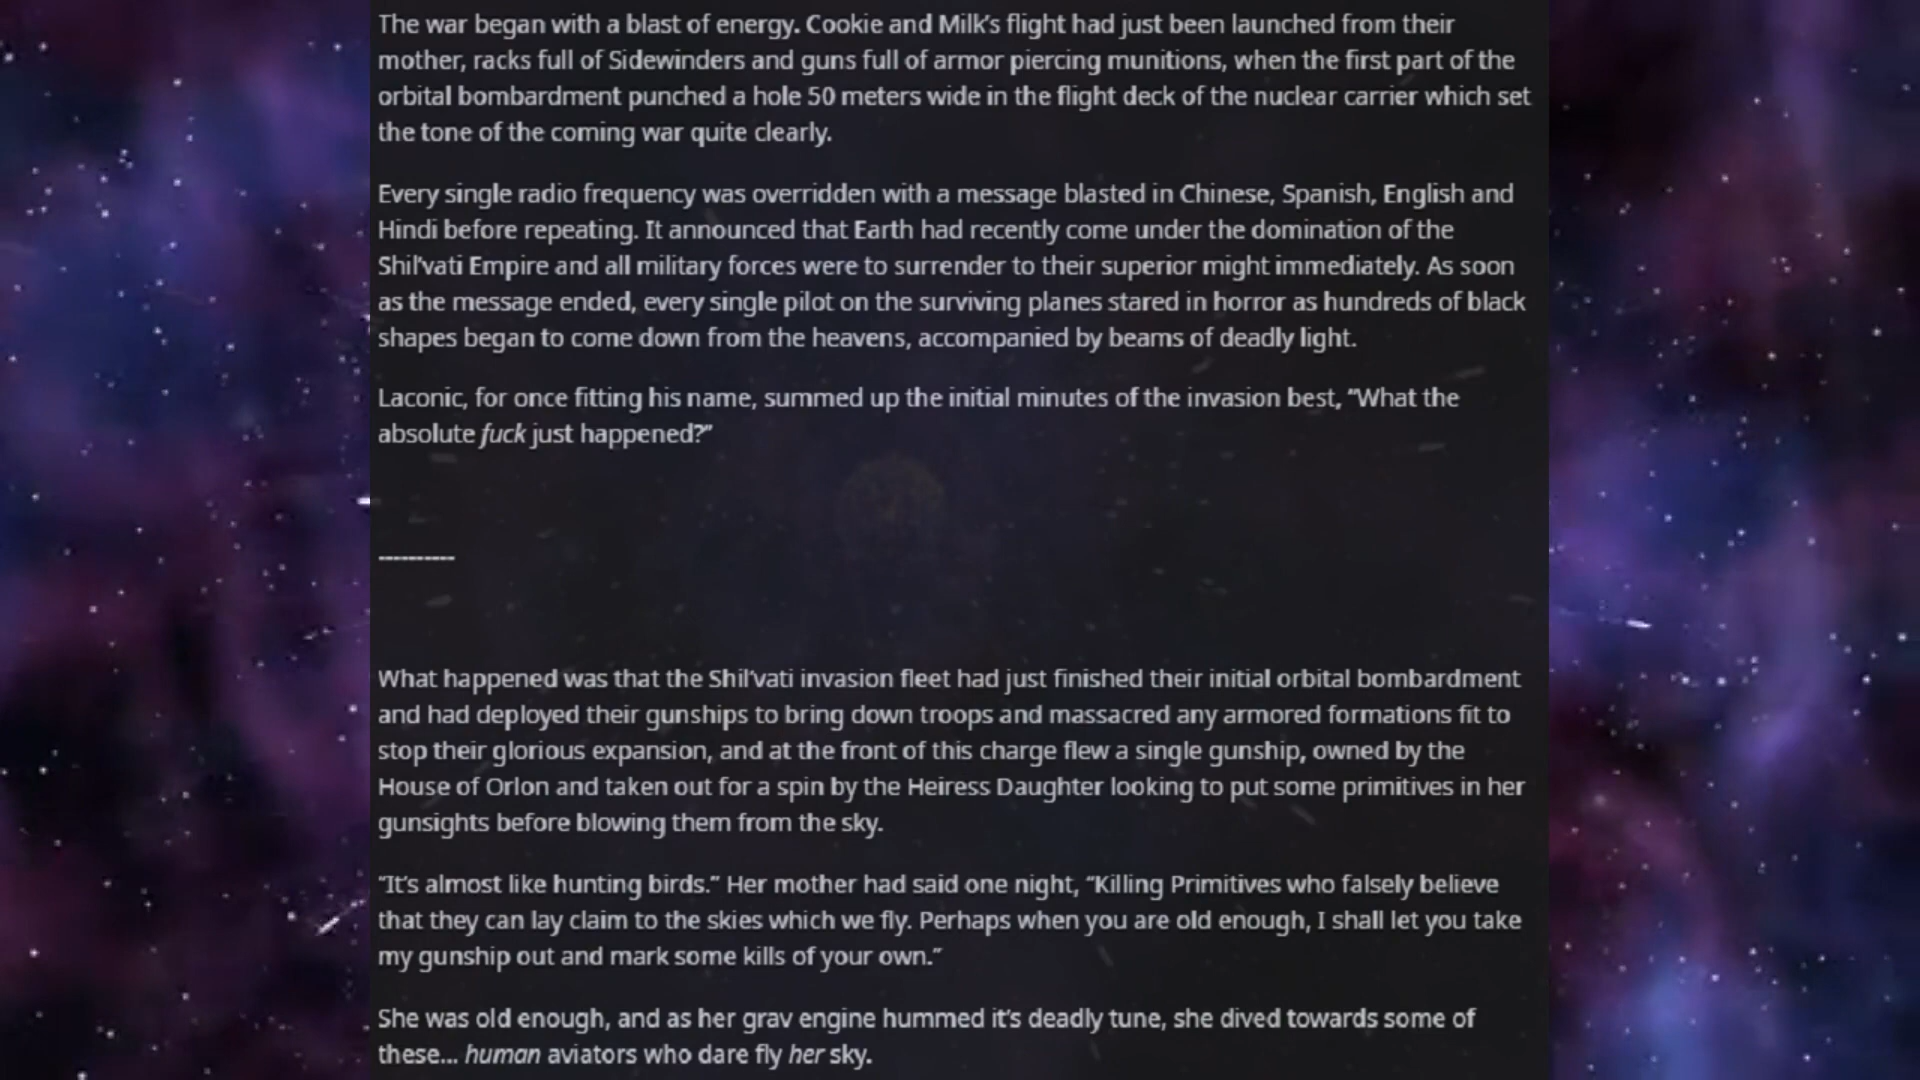 The war began with a blast of energy. Cookie and Milk’s flight had just been launched from their
mother, racks full of Sidewinders and guns full of armor piercing munitions, when the first part of the
orbital bombardment punched a hole 50 meters wide in the flight deck of the nuclear carrier which set
the tone of the coming war quite clearly.
Every single radio frequency was overridden with a message blasted in Chinese, Spanish, English and
Hindi before repeating. It announced that Earth had recently come under the domination of the
Shil’vati Empire and all military forces were to surrender to their superior might immediately. As soon
as the message ended, every single pilot on the surviving planes stared in horror as hundreds of black
shapes began to come down from the heavens, accompanied by beams of deadly light.
Laconic, for once fitting his name, summed up the initial minutes of the invasion best, “What the
absolute fuck just happened?”
----------
What happened was that the Shil’vati invasion fleet had just finished their initial orbital bombardment
and had deployed their gunships to bring down troops and massacred any armored formations fit to
stop their glorious expansion, and at the front of this charge flew a single gunship, owned by the
House of Orlon and taken out for a spin by the Heiress Daughter looking to put some primitives in her
gunsights before blowing them from the sky.
“It’s almost like hunting birds.” Her mother had said one night, “Killing Primitives who falsely believe
that they can lay claim to the skies which we fly. Perhaps when you are old enough, I shall let you take
my gunship out and mark some kills of your own.”
She was old enough, and as her grav engine hummed it’s deadly tune, she dived towards some of
these... human aviators who dare fly her sky.